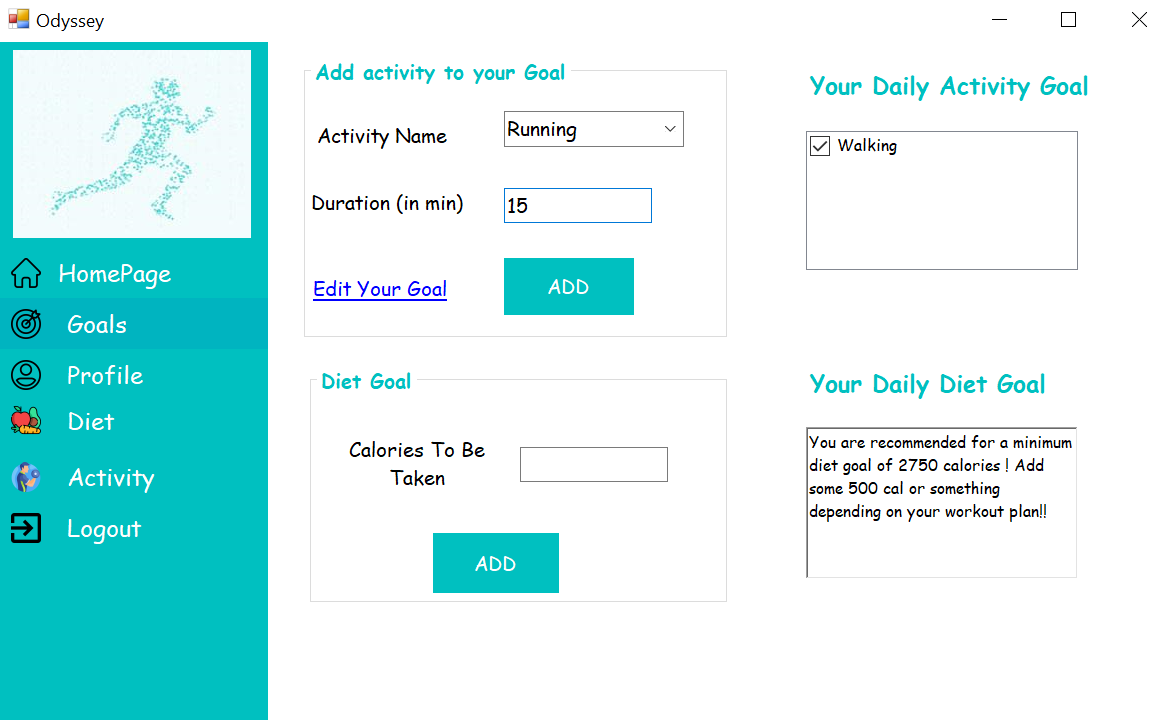 Odyssey
HomePage
Goals
Profile
Diet
Activity
Logout
Add activity to your Goal
Activity Name
Running
Duration (in min)
15
Edit Your Goal
ADD
Diet Goal
Calories To Be
Taken
ADD
Your Daily Activity Goal
Walking
Your Daily Diet Goal
You are recommended for a minimum
diet goal of 2750 calories ! Add
some 500 cal or something
depending on your workout plan!!